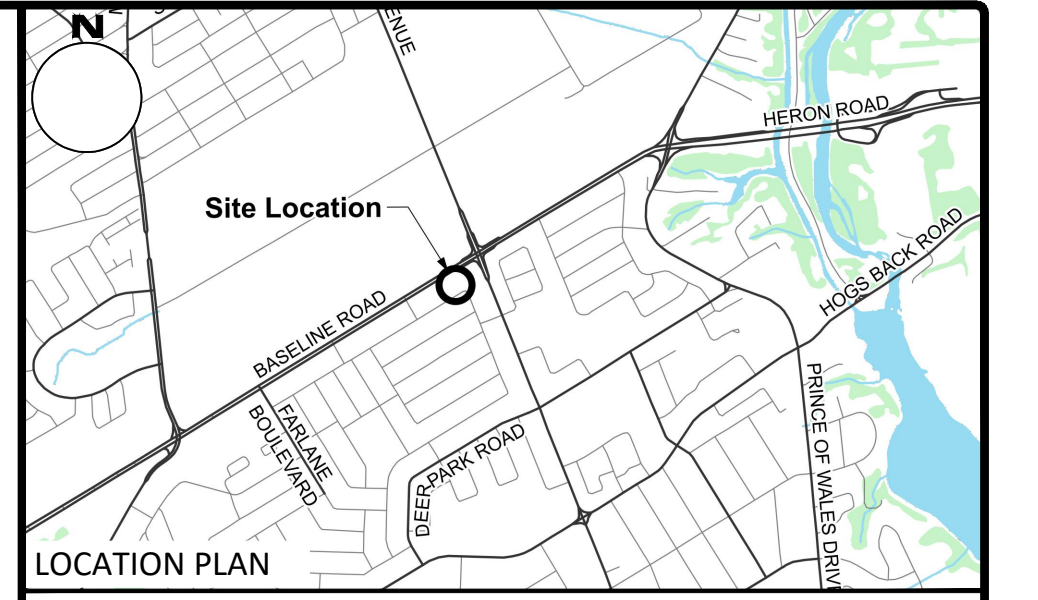 N
ENUE
HERON ROAD
Site Location
HOGS BACK ROAD
BASELINE ROAD
FARLANE
BOULEVARD
DEER PARK ROAD
PRINCE OF WALES DRIVE
LOCATION PLAN